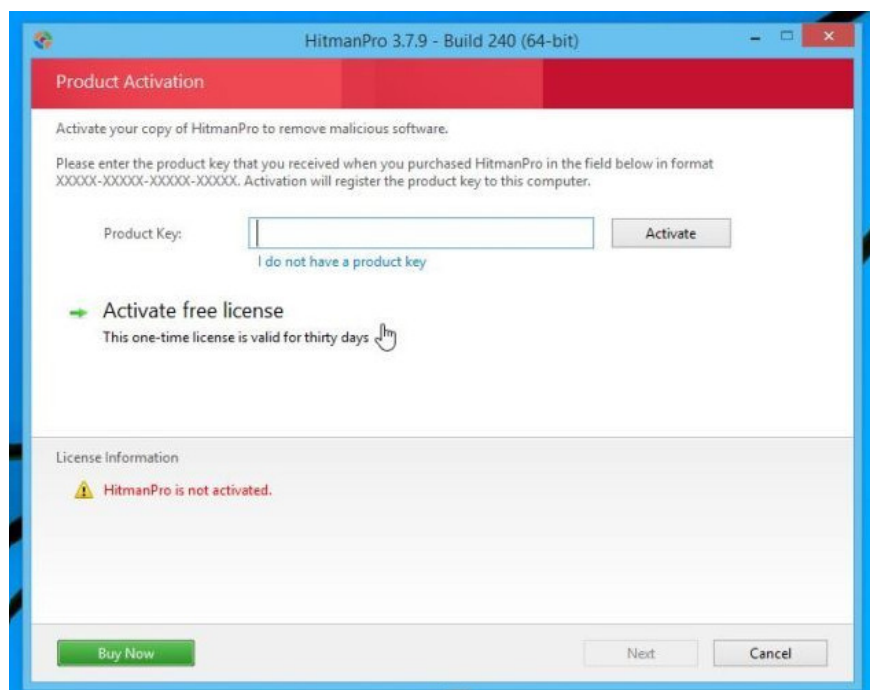 HitmanPro 3.7.9 - Build 240 (64-bit)
Product Activation
Activate your copy of HitmanPro to remove malicious software.
Please enter the product key that you received when you purchased HitmanPro in the field below in format
XXXXX-XXXXX-XXXXX-XXXXX. Activation will register the product key to this computer.
Product Key:
Activate
I do not have a product key
Activate free license
This one-time license is valid for thirty days
License Information
HitmanPro is not activated.
Buy Now
Next
Cancel